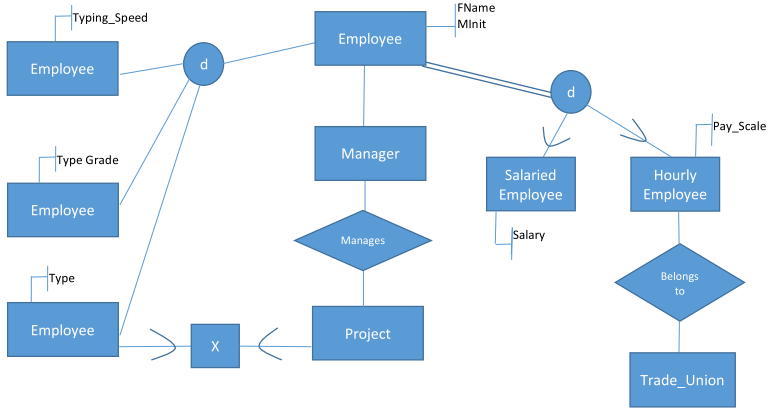 Typing_Speed
Employee
d
Employee
FName
MInit
d
Type Grade
Employee
Manager
Salaried
Employee
Pay_Scale
Hourly
Employee
Manages
Salary
Belongs
to
Type
Employee
X
Project
Trade_Union